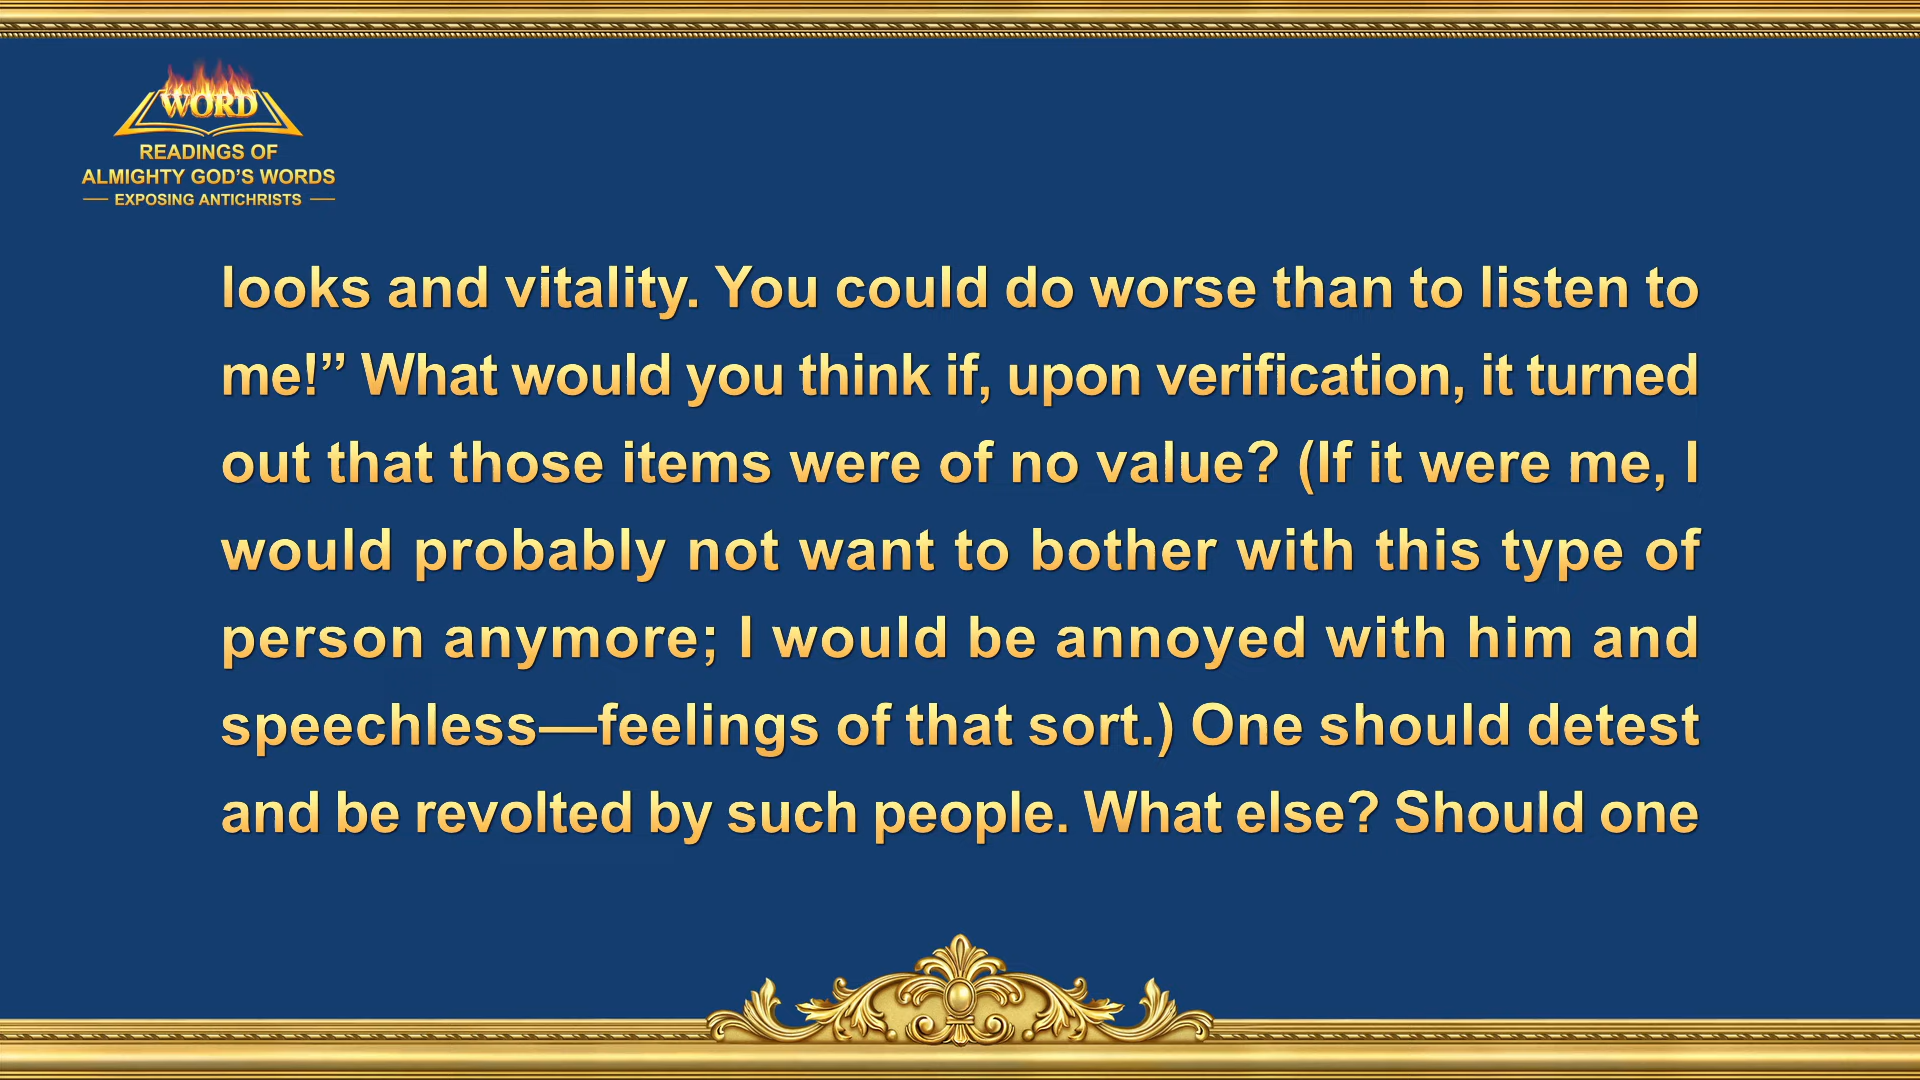 WORD
READINGS OF
ALMIGHTY GOD’S WORDS
EXPOSING ANTICHRISTS
looks and vitality. You could do worse than to listen to
me!” What would you think if, upon verification, it turned
out that those items were of no value? (If it were me, I
would probably not want to bother with this type of
person anymore; I would be annoyed with him and
speechless—feelings of that sort.) One should detest
and be revolted by such people. What else? Should one